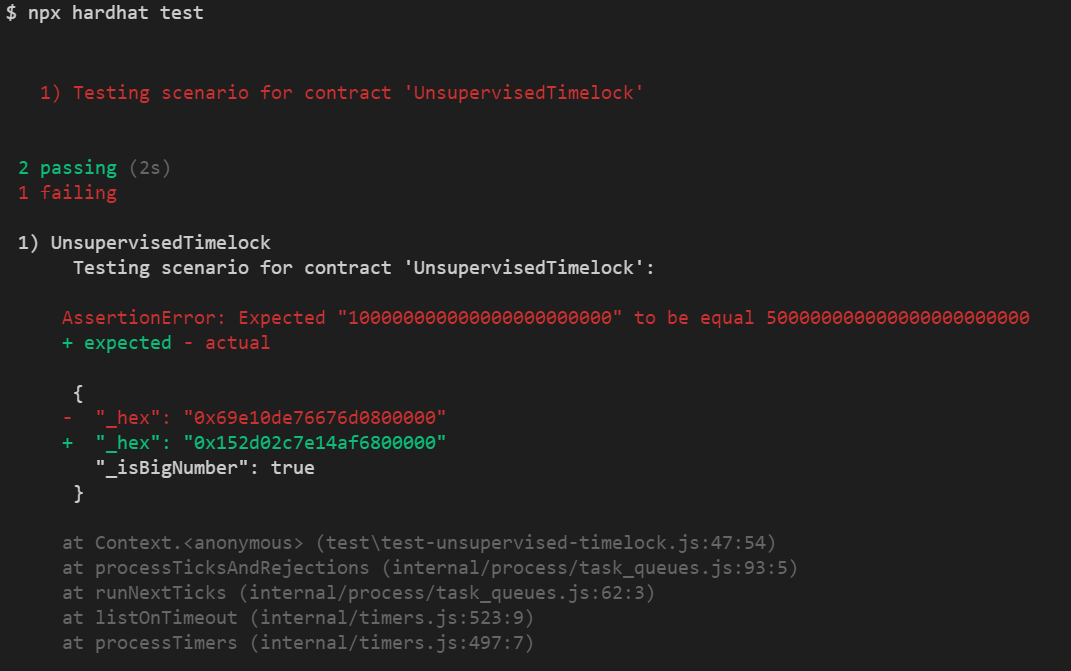 $ npx hardhat test
1) Testing scenario for contract 'UnsupervisedTimelock'
2 passing (2s)
1 failing
1) UnsupervisedTimelock
Testing scenario for contract 'UnsupervisedTimelock':
AssertionError: Expected "100000000000000000000000" to be equal 500000000000000000000000
+ expected - actual
{
- "_hex": "0x69e10de76676d0800000"
+ "_hex": "0x152d02c7e14af6800000"
"_isBigNumber": true
}
at Context.<anonymous> (test\test-unsupervised-timelock.js:47:54)
at processTicksAndRejections (internal/process/task_queues.js:93:5)
at runNextTicks (internal/process/task_queues.js:62:3)
at listOnTimeout (internal/timers.js:523:9)
at processTimers (internal/timers.js:497:7)